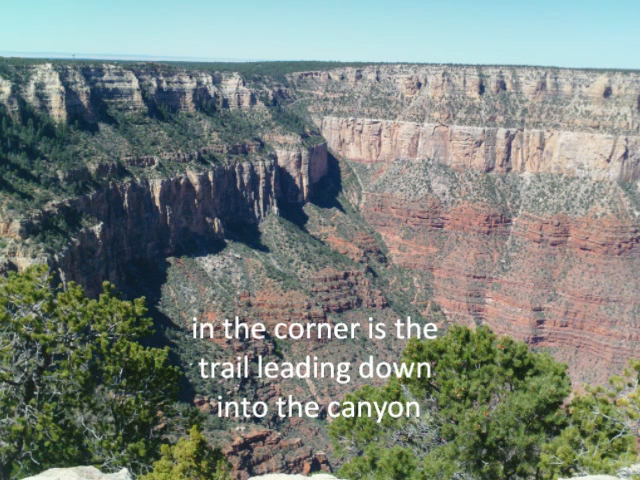 in the corner is the
trail leading down
into the canyon